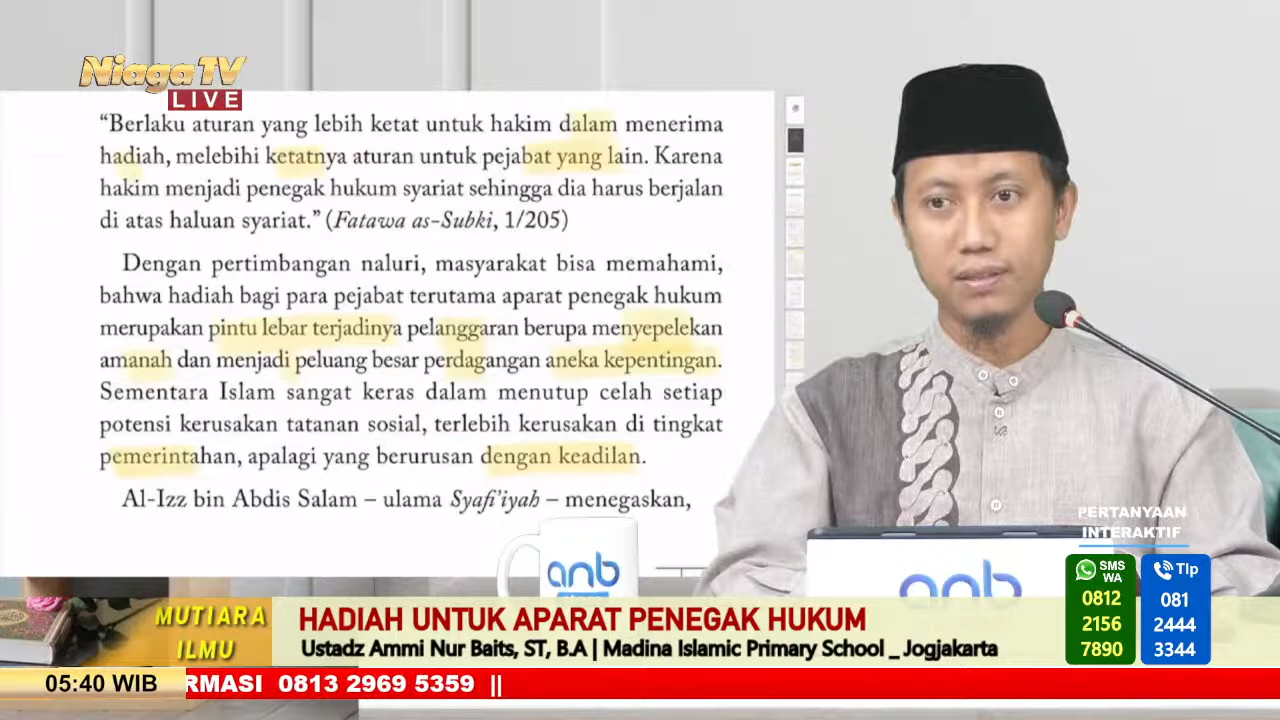 Niaga TV
LIVE
“Berlaku aturan yang lebih ketat untuk hakim dalam menerima
hadiah, melebihi ketatnya aturan untuk pejabat yang lain. Karena
hakim menjadi penegak hukum syariat sehingga dia harus berjalan
di atas haluan syariat.” (Fatawa as-Subki, 1/205)
Dengan pertimbangan naluri, masyarakat bisa memahami,
bahwa hadiah bagi para pejabat terutama aparat penegak hukum
merupakan pintu lebar terjadinya pelanggaran berupa menyepelekan
amanah dan menjadi peluang besar perdagangan aneka kepentingan.
Sementara Islam sangat keras dalam menutup celah setiap
potensi kerusakan tatanan sosial, terlebih kerusakan di tingkat
pemerintahan, apalagi yang berurusan dengan keadilan.
Al-Izz bin Abdis Salam – ulama Syafi’iyah – menegaskan,
anb
anb
PERTANYAAN
INTERAKTIF
SMS
WA
0812
2156
7890
Tlp
081
2444
3344
MUTIARA
ILMU
HADIAH UNTUK APARAT PENEGAK HUKUM
Ustadz Ammi Nur Baits, ST, B.A | Madina Islamic Primary School _ Jogjakarta
05:40 WIB
RMASI 0813 2969 5359 ||